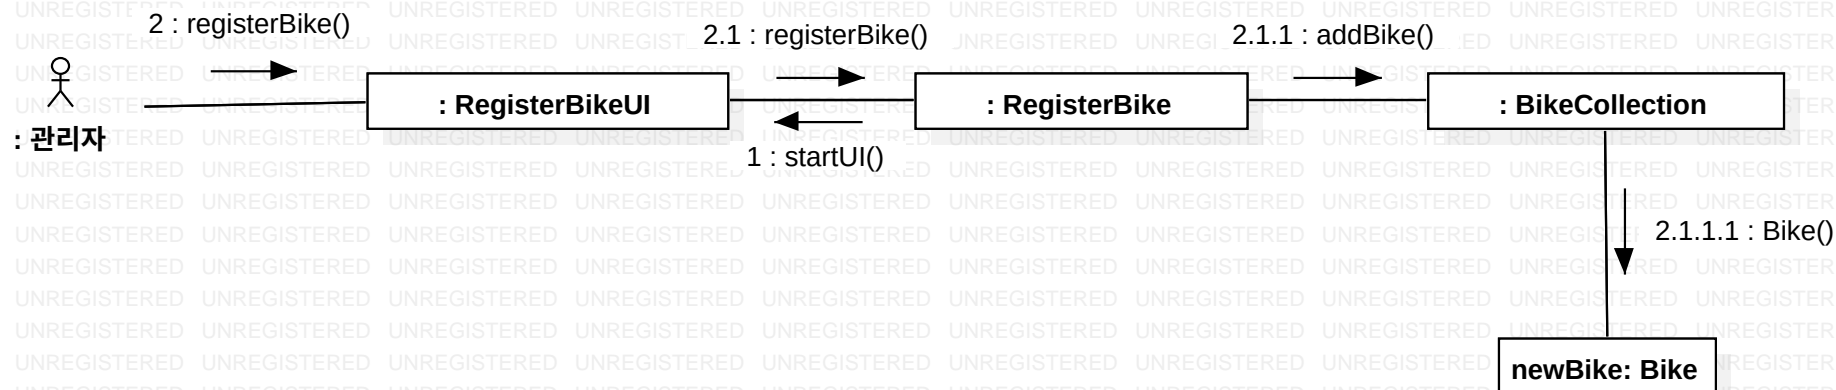 2 : registerBike()
2.1 : registerBike()
2.1.1 : addBike()
: RegisterBikeUI
: RegisterBike
: BikeCollection
: 관리자
1 : startUI()
2.1.1.1 : Bike()
newBike: Bike
UNREGISTERED